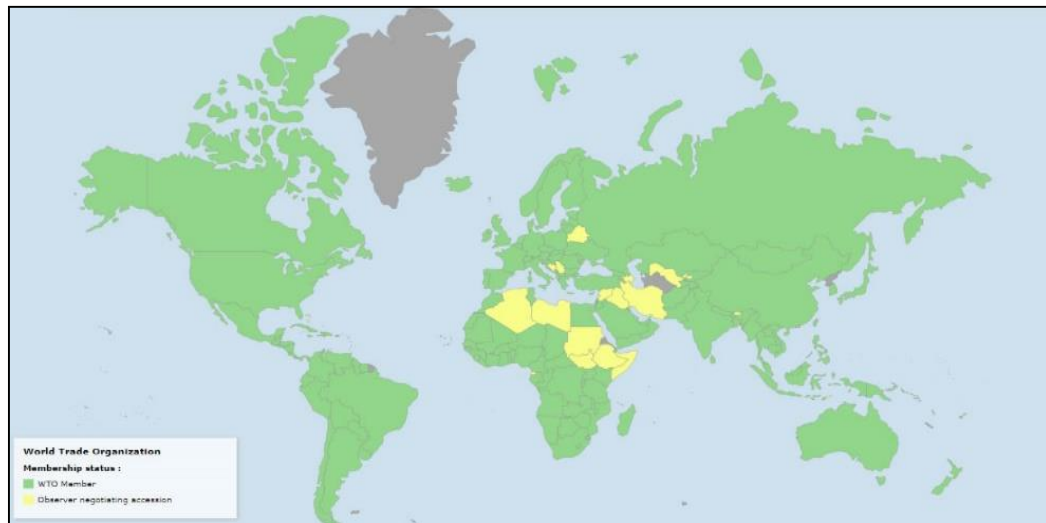 World Trade Organization
Membership status :
WTO Member
Observer negotiating accession